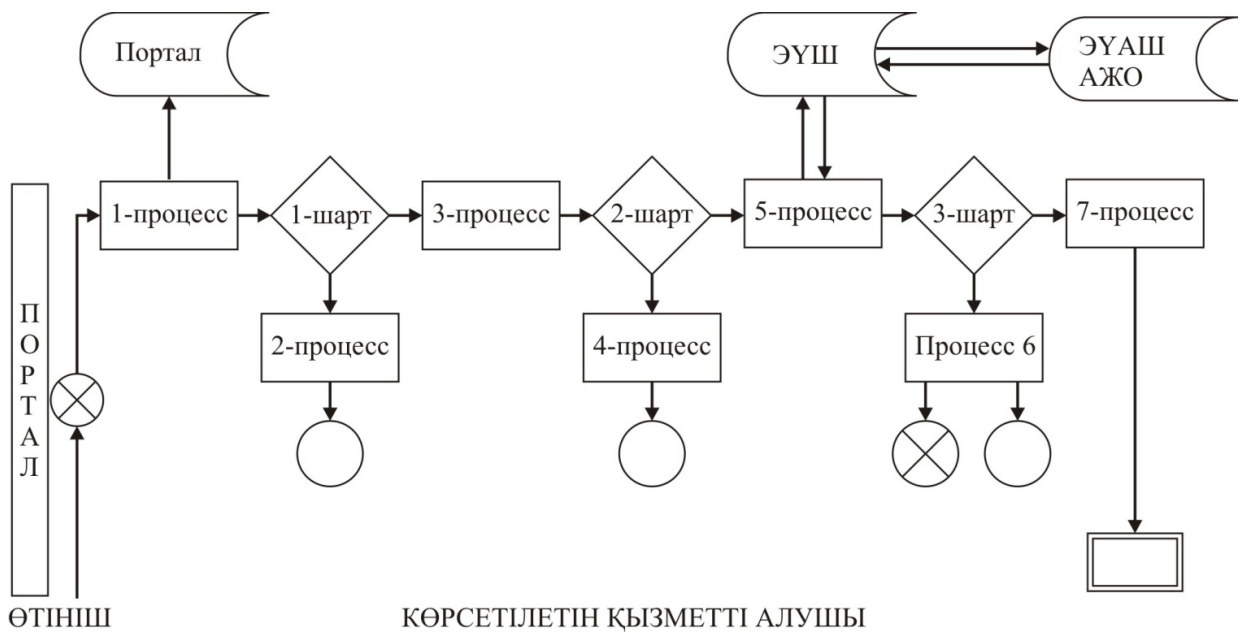 Портал
ЭҮШ
ЭҮАШ
АЖО
1-процесс
1-шарт
3-процесс
2-шарт
5-процесс
3-шарт
7-процесс
ПОРТАЛ
2-процесс
4-процесс
Процесс 6
ӨТІНІШ
КӨРСЕТІЛЕТІН ҚЫЗМЕТТІ АЛУШЫ